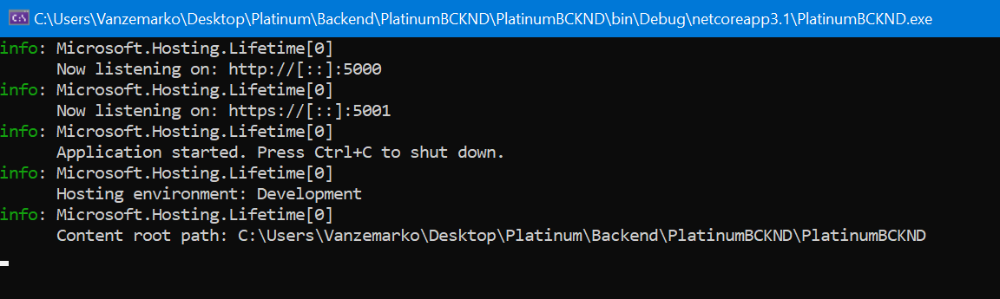 C:\Users\Vanzemarko\Desktop\Platinum\Backend\PlatinumBCKND\PlatinumBCKND\bin\Debug\netcoreapp3.1\PlatinumBCKND.exe
info: Microsoft.Hosting.Lifetime[0]
Now listening on: http://[::]:5000
info: Microsoft.Hosting.Lifetime[0]
Now listening on: https://[::]:5001
info: Microsoft.Hosting.Lifetime[0]
Application started. Press Ctrl+C to shut down.
info: Microsoft.Hosting.Lifetime[0]
Hosting environment: Development
info: Microsoft.Hosting.Lifetime[0]
Content root path: C:\Users\Vanzemarko\Desktop\Platinum\Backend\PlatinumBCKND\PlatinumBCKND